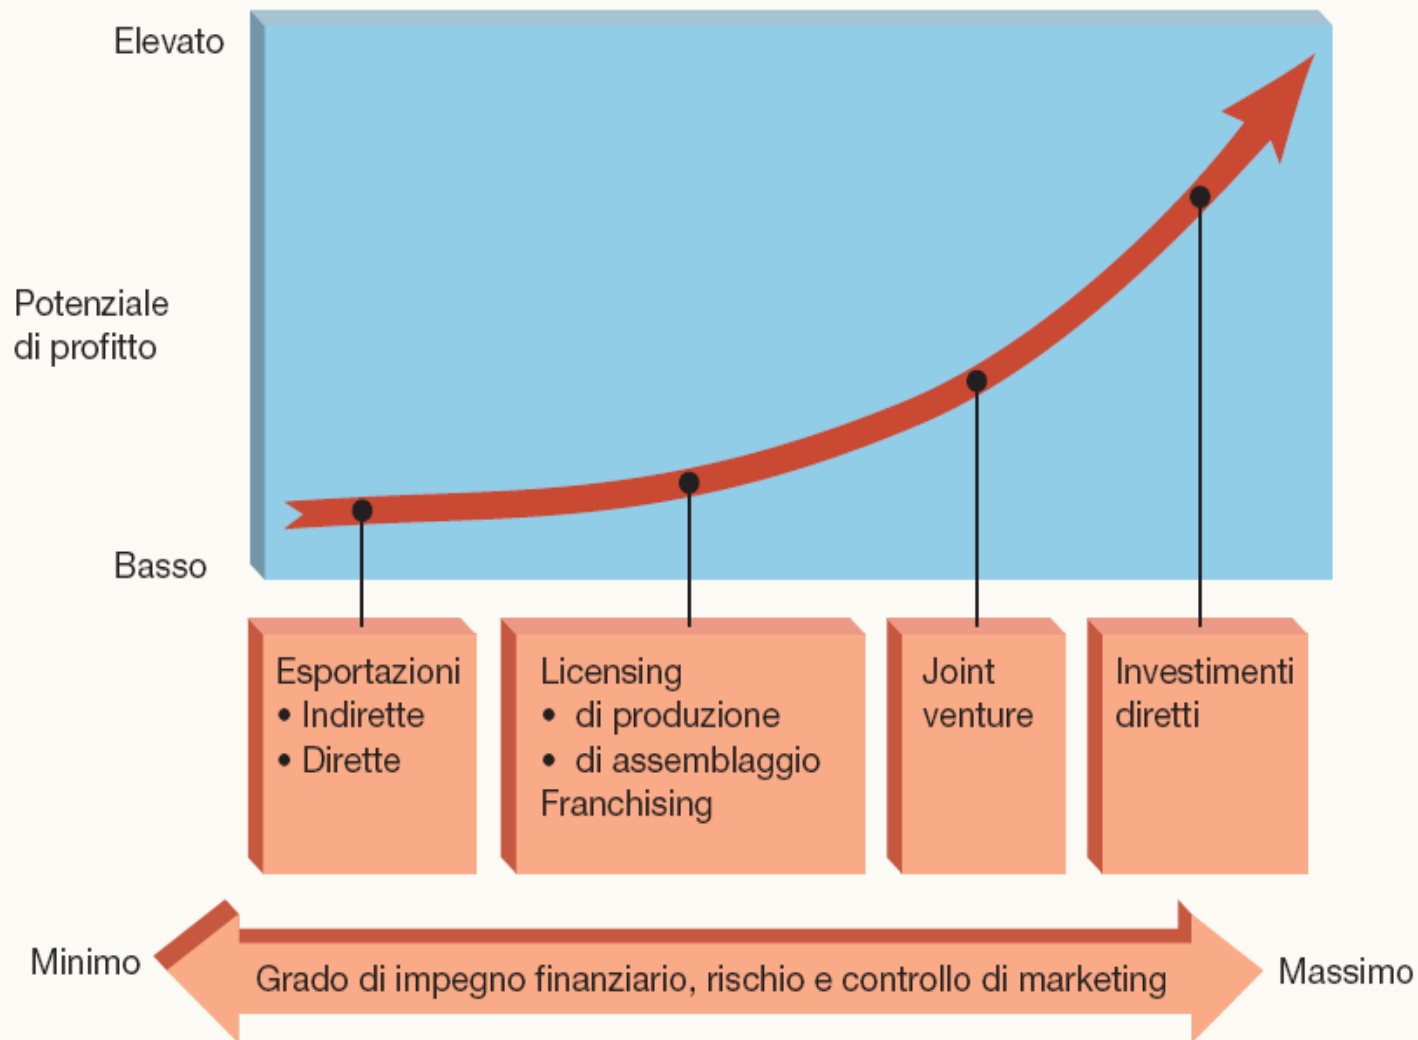 Elevato
Potenziale
di profitto
Basso
Esportazioni
• Indirette
• Dirette
Licensing
• di produzione
• di assemblaggio
Franchising
Joint
venture
Investimenti
diretti
Minimo
Grado di impegno finanziario, rischio e controllo di marketing
Massimo